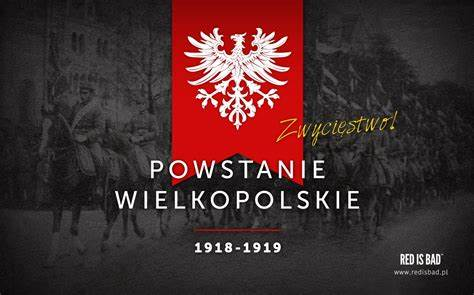 Zwycięstwo!
POWSTANIE
WIELKOPOLSKIE
1918-1919
RED IS BAD
www.redisbad.pl